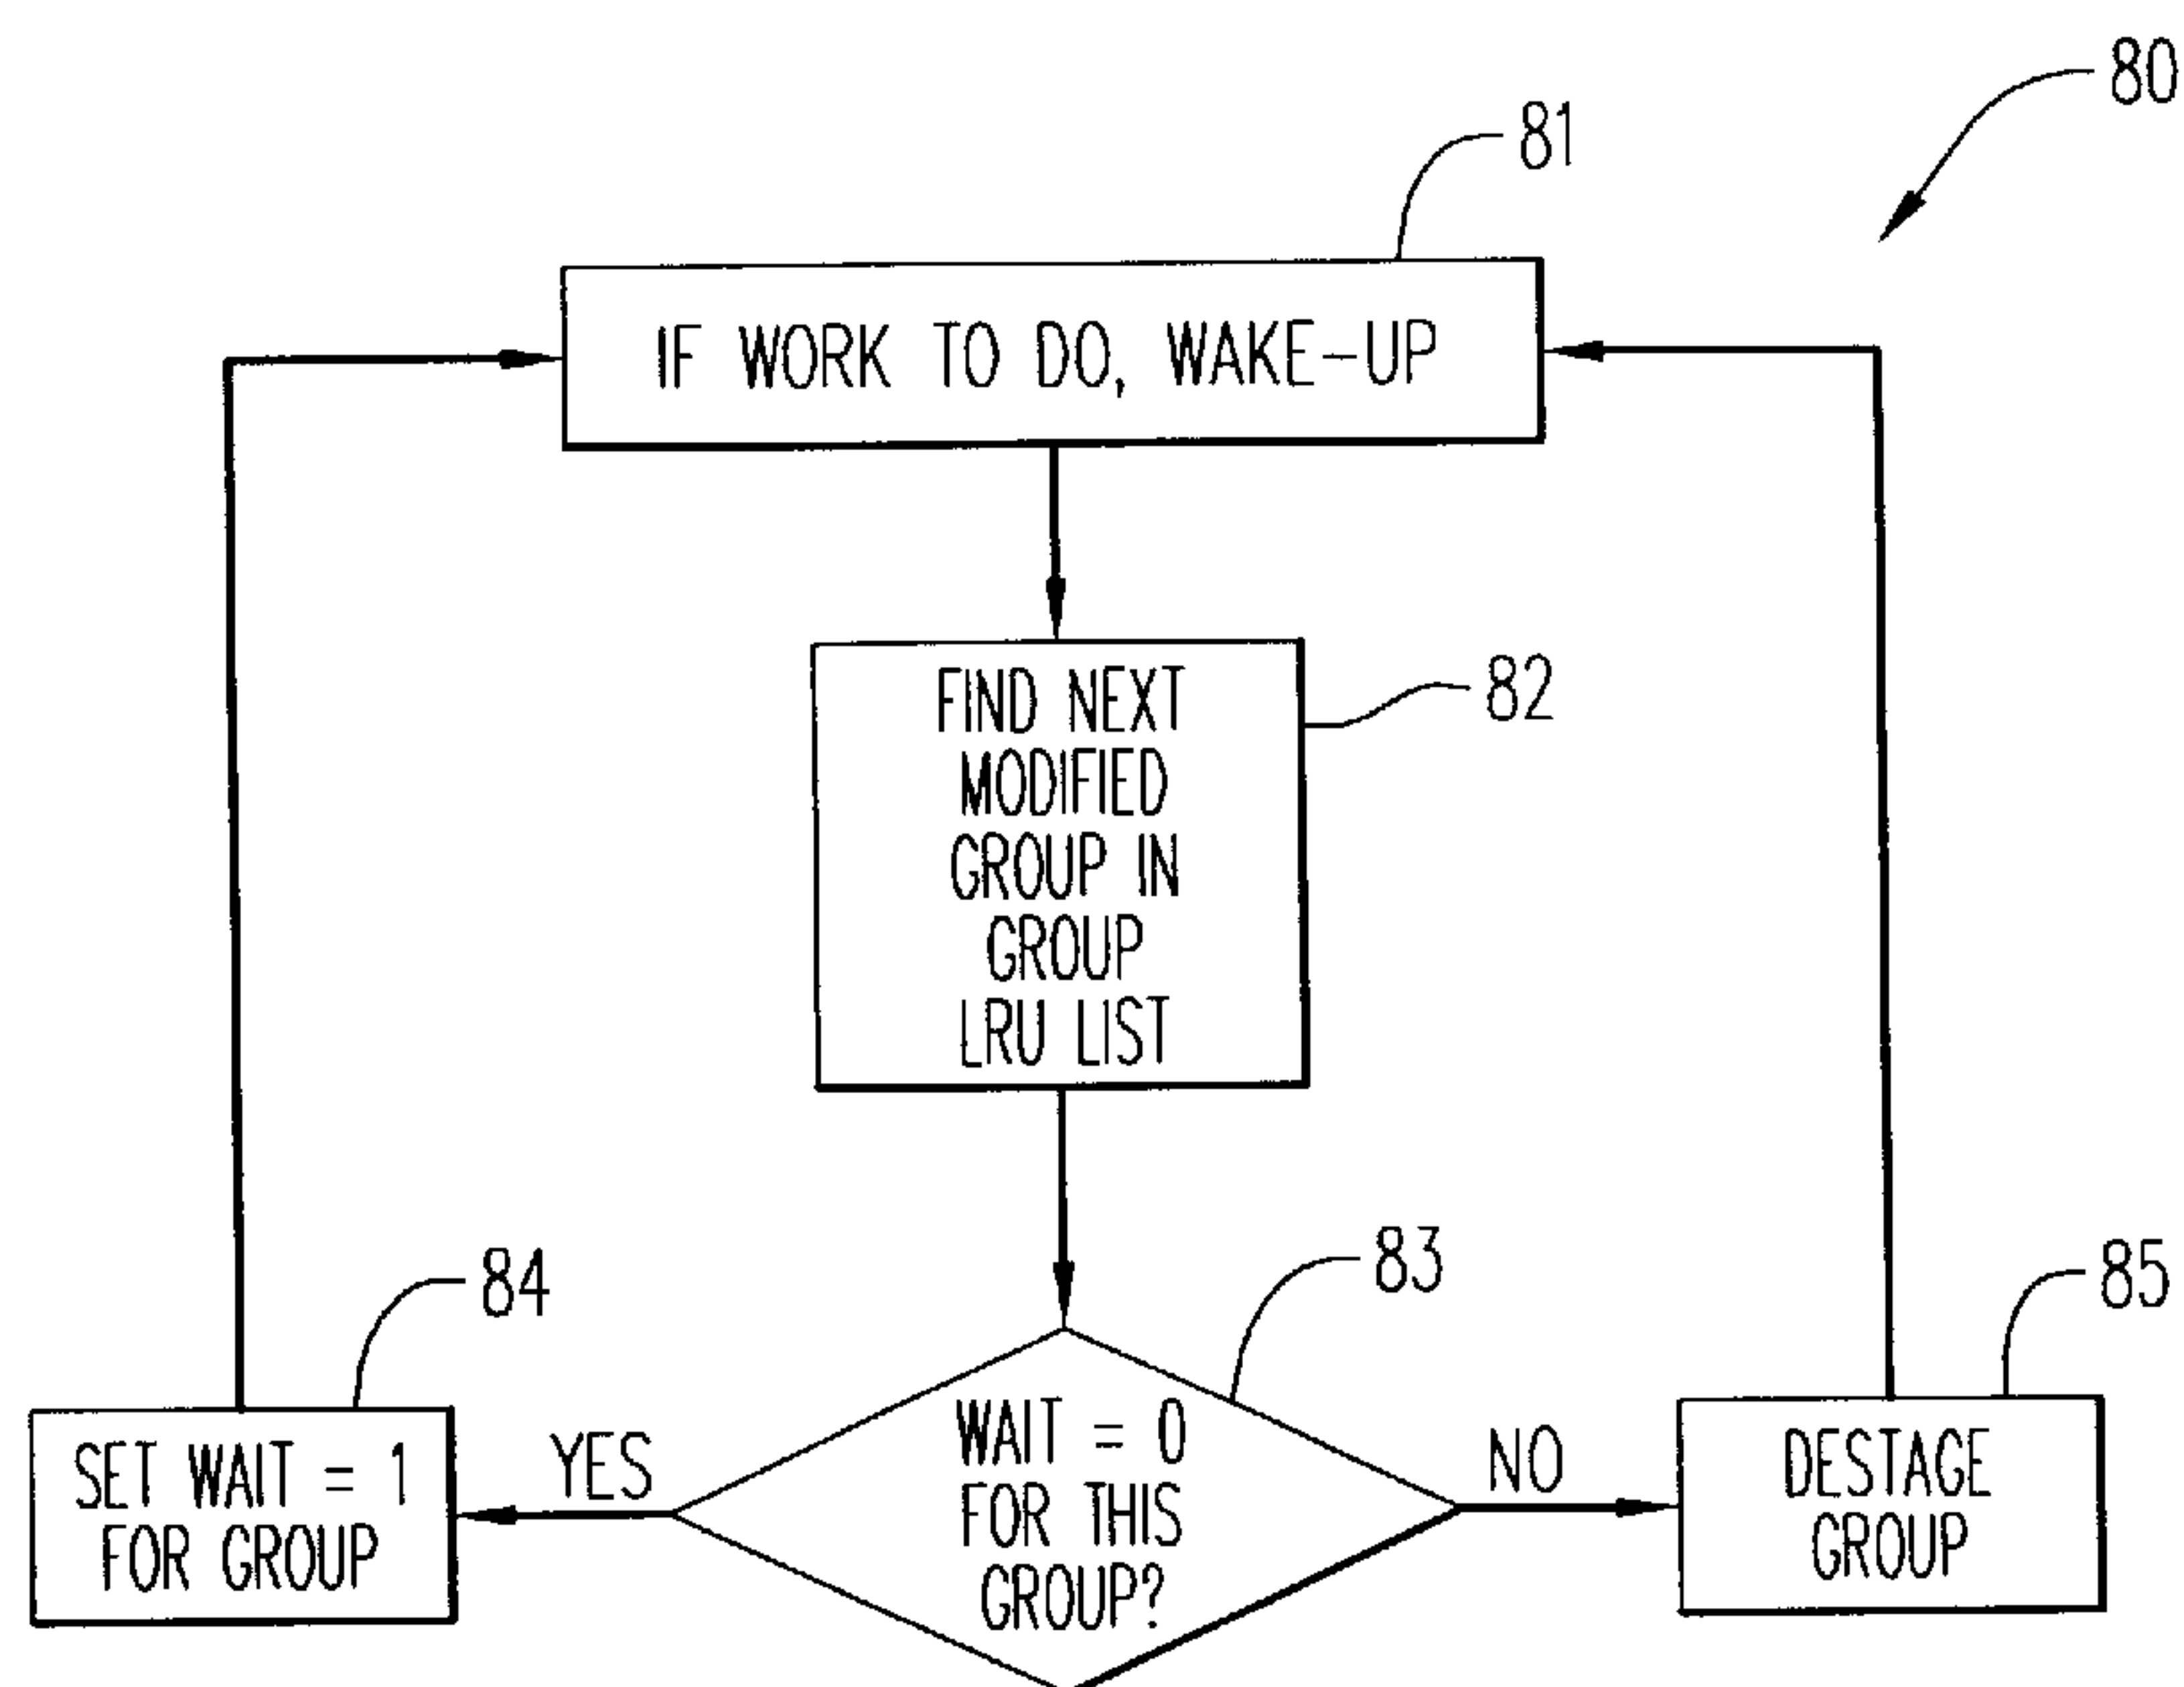 80
81
IF WORK TO DO, WAKE-UP
FIND NEXT
MODIFIED
GROUP IN
GROUP
LRU LIST
82
83
84
85
SET WAIT = 1
FOR GROUP
YES
WAIT = 0
FOR THIS
GROUP?
NO
DESTAGE
GROUP